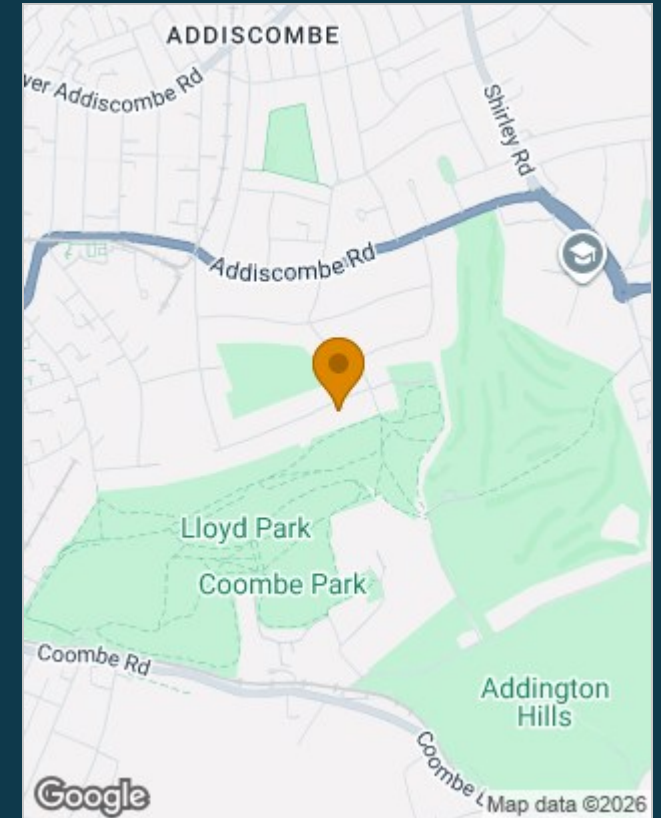 ADDISCOMBE
ver Addiscombe Rd
Shirley Rd
Addiscombe Rd
Lloyd Park
Coombe Park
Coombe Rd
Addington
Hills
Coombe L
Google
Map data ©2026